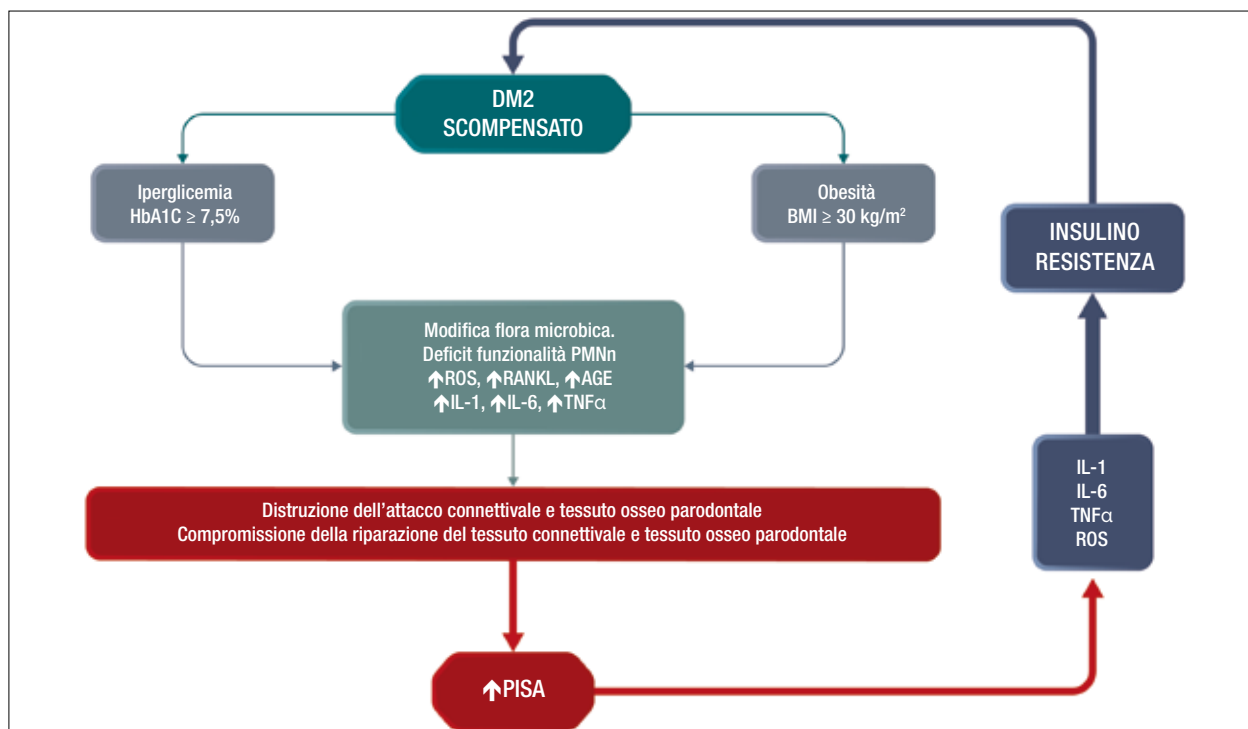 DM2
SCOMPENSATO
Iperglicemia
HbA1C ≥ 7,5%
Obesità
BMI ≥ 30 kg/m²
INSULINO
RESISTENZA
Modifica flora microbica.
Deficit funzionalità PMNn
↑ROS, ↑RANKL, ↑AGE
↑IL-1, ↑IL-6, ↑TNFα
IL-1
IL-6
TNFα
ROS
Distruzione dell’attacco connettivale e tessuto osseo parodontale
Compromissione della riparazione del tessuto connettivale e tessuto osseo parodontale
↑PISA